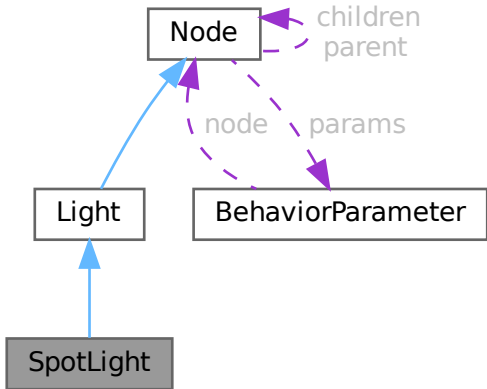 Node
children
parent
node
params
Light
BehaviorParameter
SpotLight